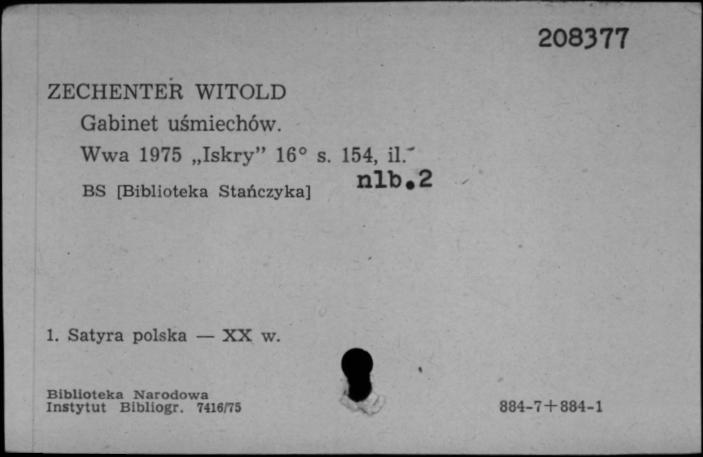 208377
ZECHENTER WITOLD
Gabinet uśmiechów.
Wwa 1975 „Iskry” 16° s. 154, il.
nlb.2
BS [Biblioteka Stańczyka]
1. Satyra polska — XX w.
Biblioteka Narodowa
Instytut Bibliogr. 7416/75
884-7+884-1